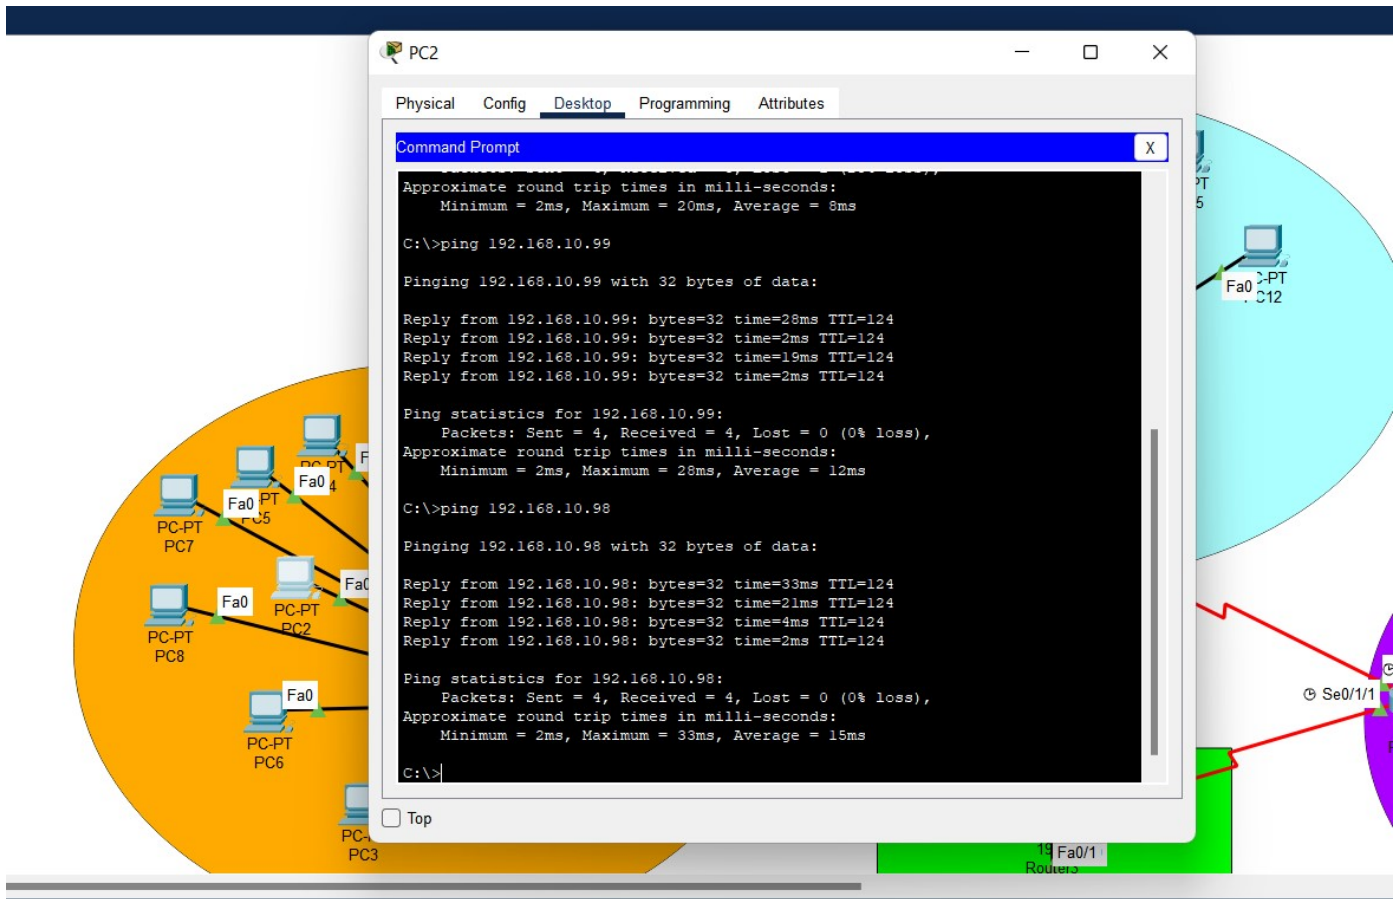 PC2
Physical Config Desktop Programming Attributes
Command Prompt
X
Approximate round trip times in milli-seconds:
Minimum = 2ms, Maximum = 20ms, Average = 8ms
C:\>ping 192.168.10.99
Pinging 192.168.10.99 with 32 bytes of data:
Reply from 192.168.10.99: bytes=32 time=28ms TTL=124
Reply from 192.168.10.99: bytes=32 time=2ms TTL=124
Reply from 192.168.10.99: bytes=32 time=19ms TTL=124
Reply from 192.168.10.99: bytes=32 time=2ms TTL=124
Ping statistics for 192.168.10.99:
Packets: Sent = 4, Received = 4, Lost = 0 (0% loss),
Approximate round trip times in milli-seconds:
Minimum = 2ms, Maximum = 28ms, Average = 12ms
C:\>ping 192.168.10.98
Pinging 192.168.10.98 with 32 bytes of data:
Reply from 192.168.10.98: bytes=32 time=33ms TTL=124
Reply from 192.168.10.98: bytes=32 time=21ms TTL=124
Reply from 192.168.10.98: bytes=32 time=4ms TTL=124
Reply from 192.168.10.98: bytes=32 time=2ms TTL=124
Ping statistics for 192.168.10.98:
Packets: Sent = 4, Received = 4, Lost = 0 (0% loss),
Approximate round trip times in milli-seconds:
Minimum = 2ms, Maximum = 33ms, Average = 15ms
C:\>
Top
Fa0
Fa0
PC-PT
PC7
Fa0
PC-PT
PC2
Fa0
PC-PT
PC8
Fa0
PC-PT
PC6
PC3
Fa0
Se0/1/1
Fa0/1
Router3